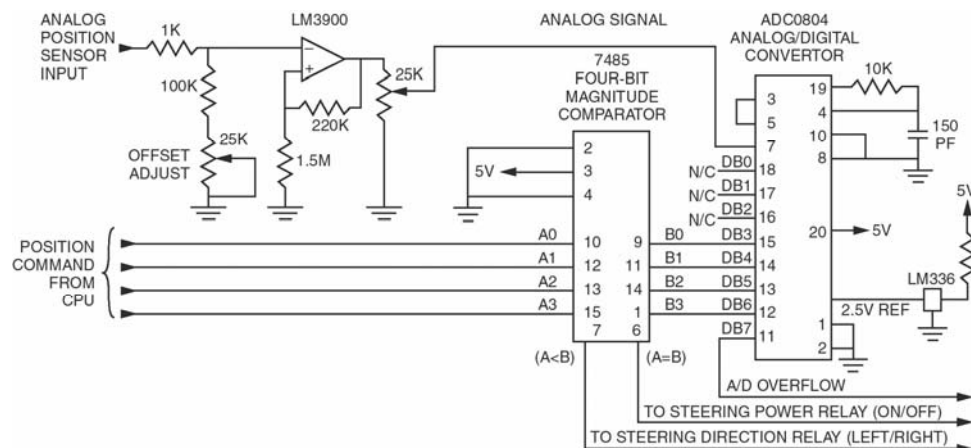 ANALOG
POSITION
SENSOR
INPUT
1K
100K
25K
OFFSET
ADJUST
LM3900
−
+
220K
1.5M
25K
ANALOG SIGNAL
7485
FOUR-BIT
MAGNITUDE
COMPARATOR
5V
2
3
4
POSITION
COMMAND
FROM
CPU
A0 10 9 B0
A1 12 11 B1
A2 13 14 B2
A3 15 1 B3
7 6
(A<B) (A=B)
ADC0804
ANALOG/DIGITAL
CONVERTOR
3
5
7
N/C DB0 18
N/C DB1 17
N/C DB2 16
DB3 15
DB4 14
DB5 13
DB6 12
DB7 11
19
4
10
8
20
1
2
10K
150
PF
5V
5V
LM336
2.5V REF
A/D OVERFLOW
TO STEERING POWER RELAY (ON/OFF)
TO STEERING DIRECTION RELAY (LEFT/RIGHT)